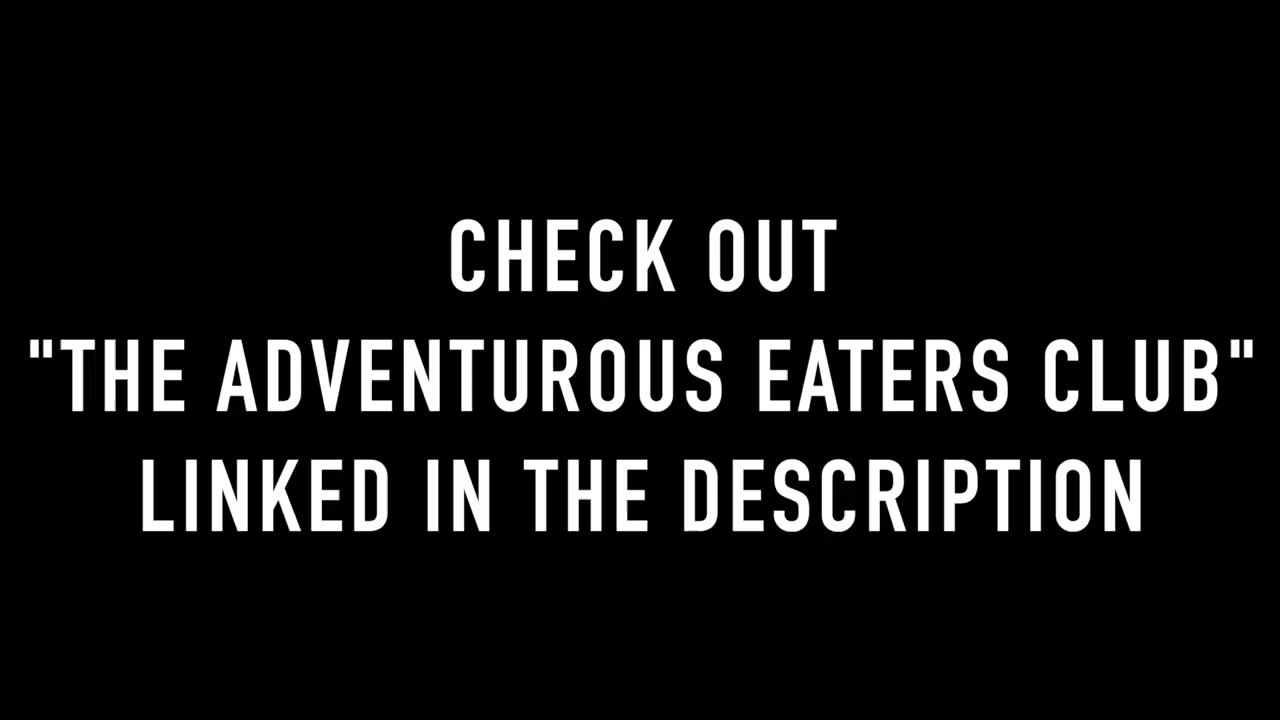 CHECK OUT
"THE ADVENTUROUS EATERS CLUB"
LINKED IN THE DESCRIPTION